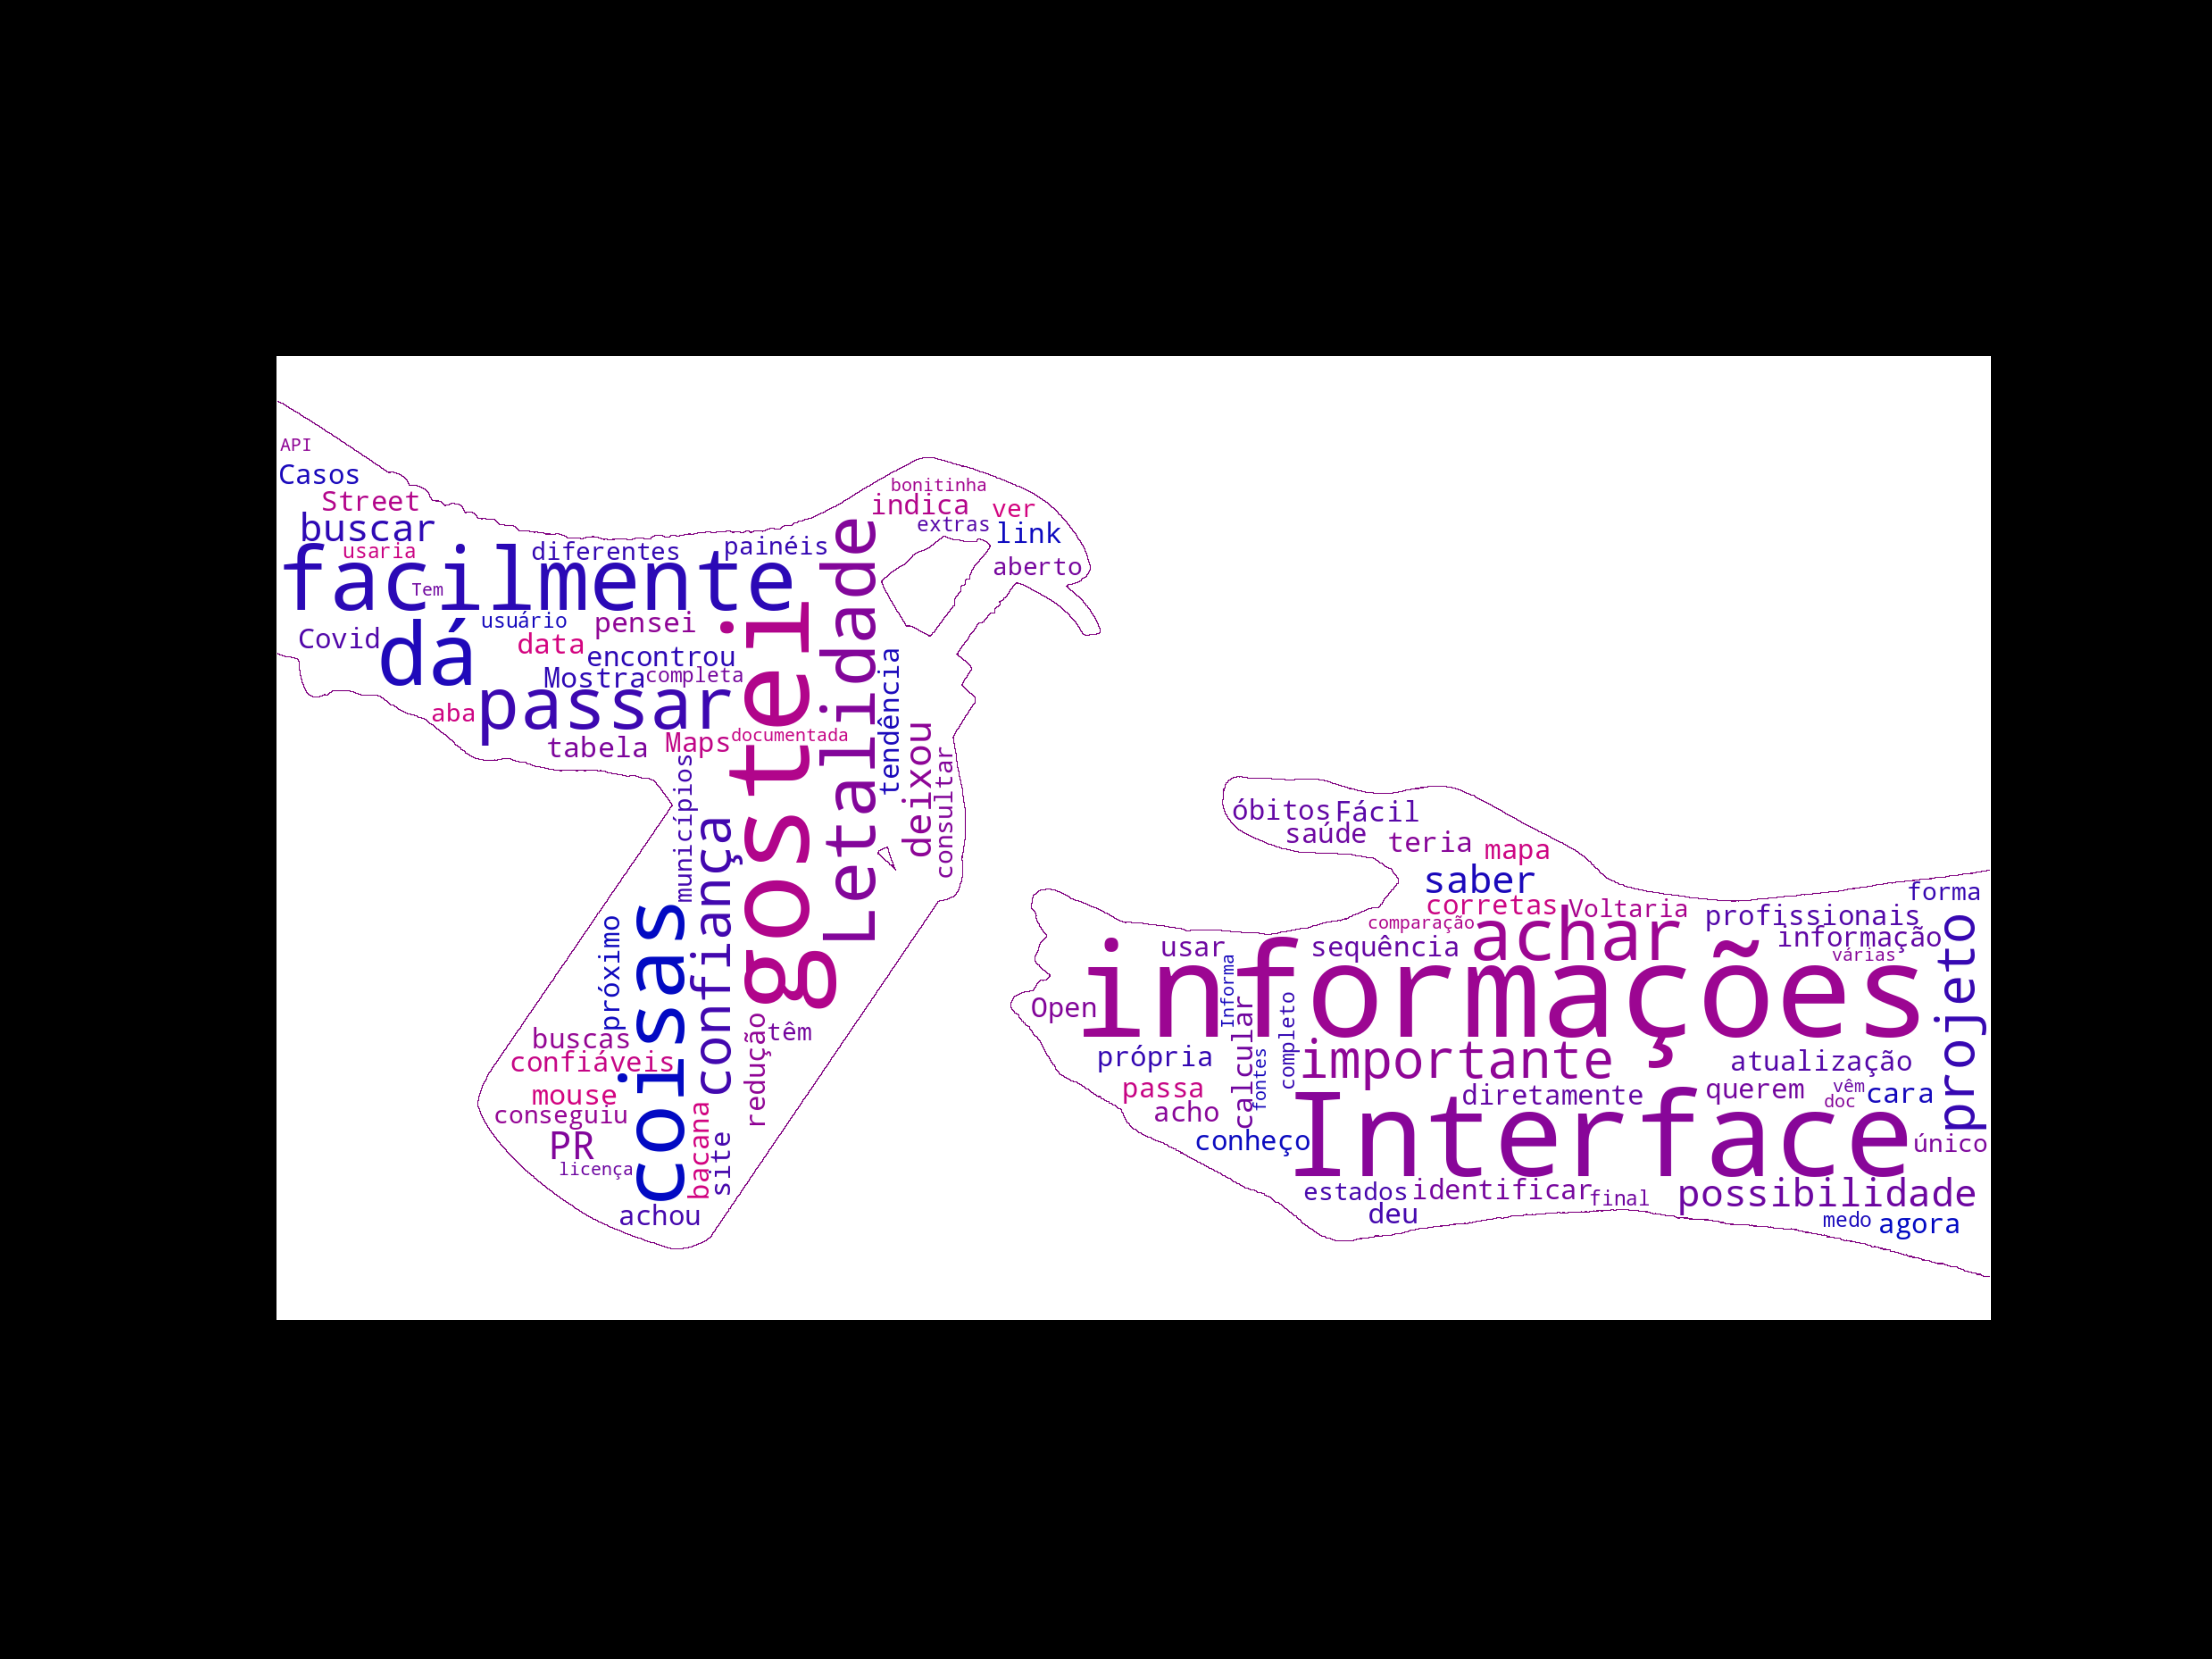 API
Casos
Street
buscar
usaria
facilmente
Tem
diferentes
painéis
Covid
dá
usuário
pensei
data
encontrou
Mostra
completa
aba
passar
tabela
Maps
documentada
gostei
Letalidade
bonitinha
indica
ver
extras
link
aberto
tendência
deixou
consultar
municípios
confiança
coisas
próximo
buscas
confiáveis
mouse
conseguiu
PR
licença
achou
bacana
site
redução
têm
óbitos
Fácil
saúde
teria
mapa
saber
corretas
Voltaria
comparação
achar
profissionais
forma
informação
várias
projeto
usar
sequência
informações
Informa
Open
calcular
completo
fontes
própria
importante
atualização
passa
acho
diretamente
querem
vêm
doc
cara
conheço
Interface
único
estados
identificar
final
possibilidade
deu
medo
agora